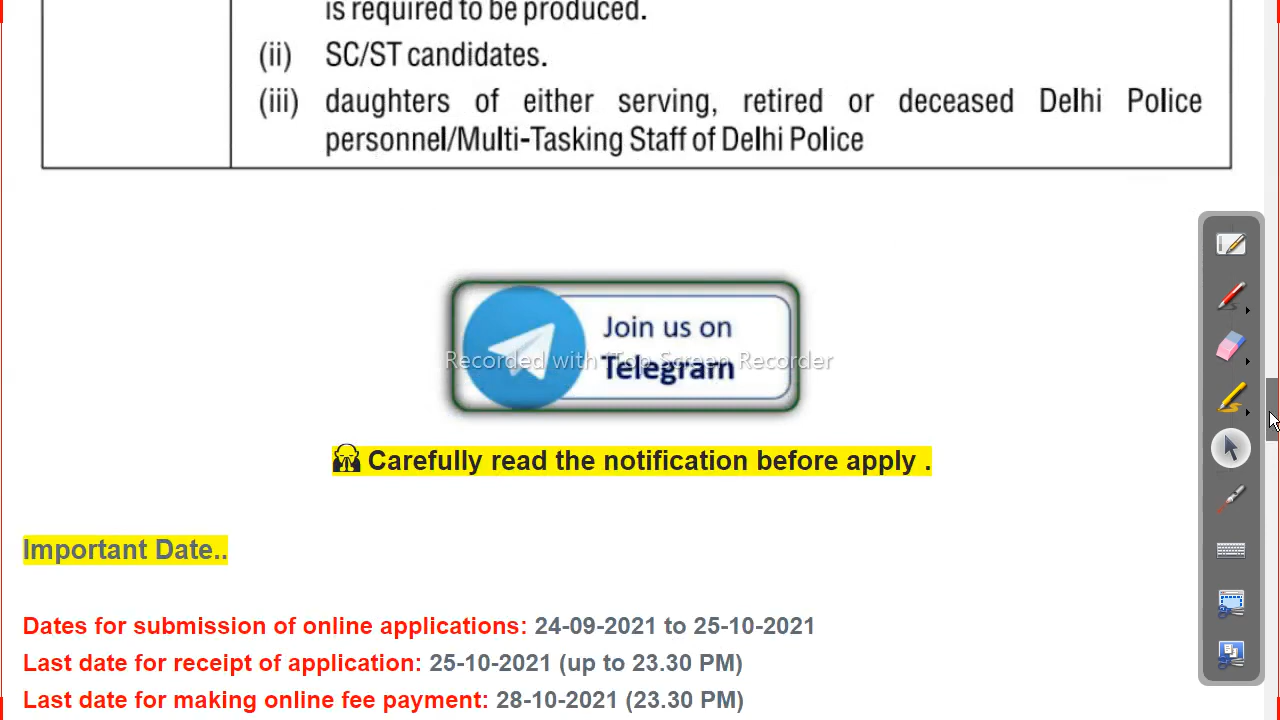 is required to be produced.
(ii) SC/ST candidates.
(iii) daughters of either serving, retired or deceased Delhi Police
personnel/Multi-Tasking Staff of Delhi Police
Join us on
Telegram
Recorded with iTop Screen Recorder
Carefully read the notification before apply .
Important Date..
Dates for submission of online applications: 24-09-2021 to 25-10-2021
Last date for receipt of application: 25-10-2021 (up to 23.30 PM)
Last date for making online fee payment: 28-10-2021 (23.30 PM)